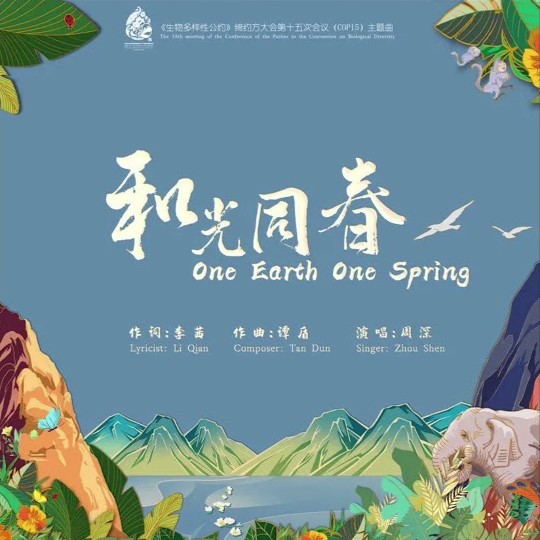 《生物多样性公约》缔约方大会第十五次会议（COP15）主题曲
The 15th meeting of the Conference of the Parties to the Convention on Biological Diversity
和光同春
One Earth One Spring
作词:李茜 作曲:谭盾 演唱:周深
Lyricist: Li Qian Composer: Tan Dun Singer: Zhou Shen